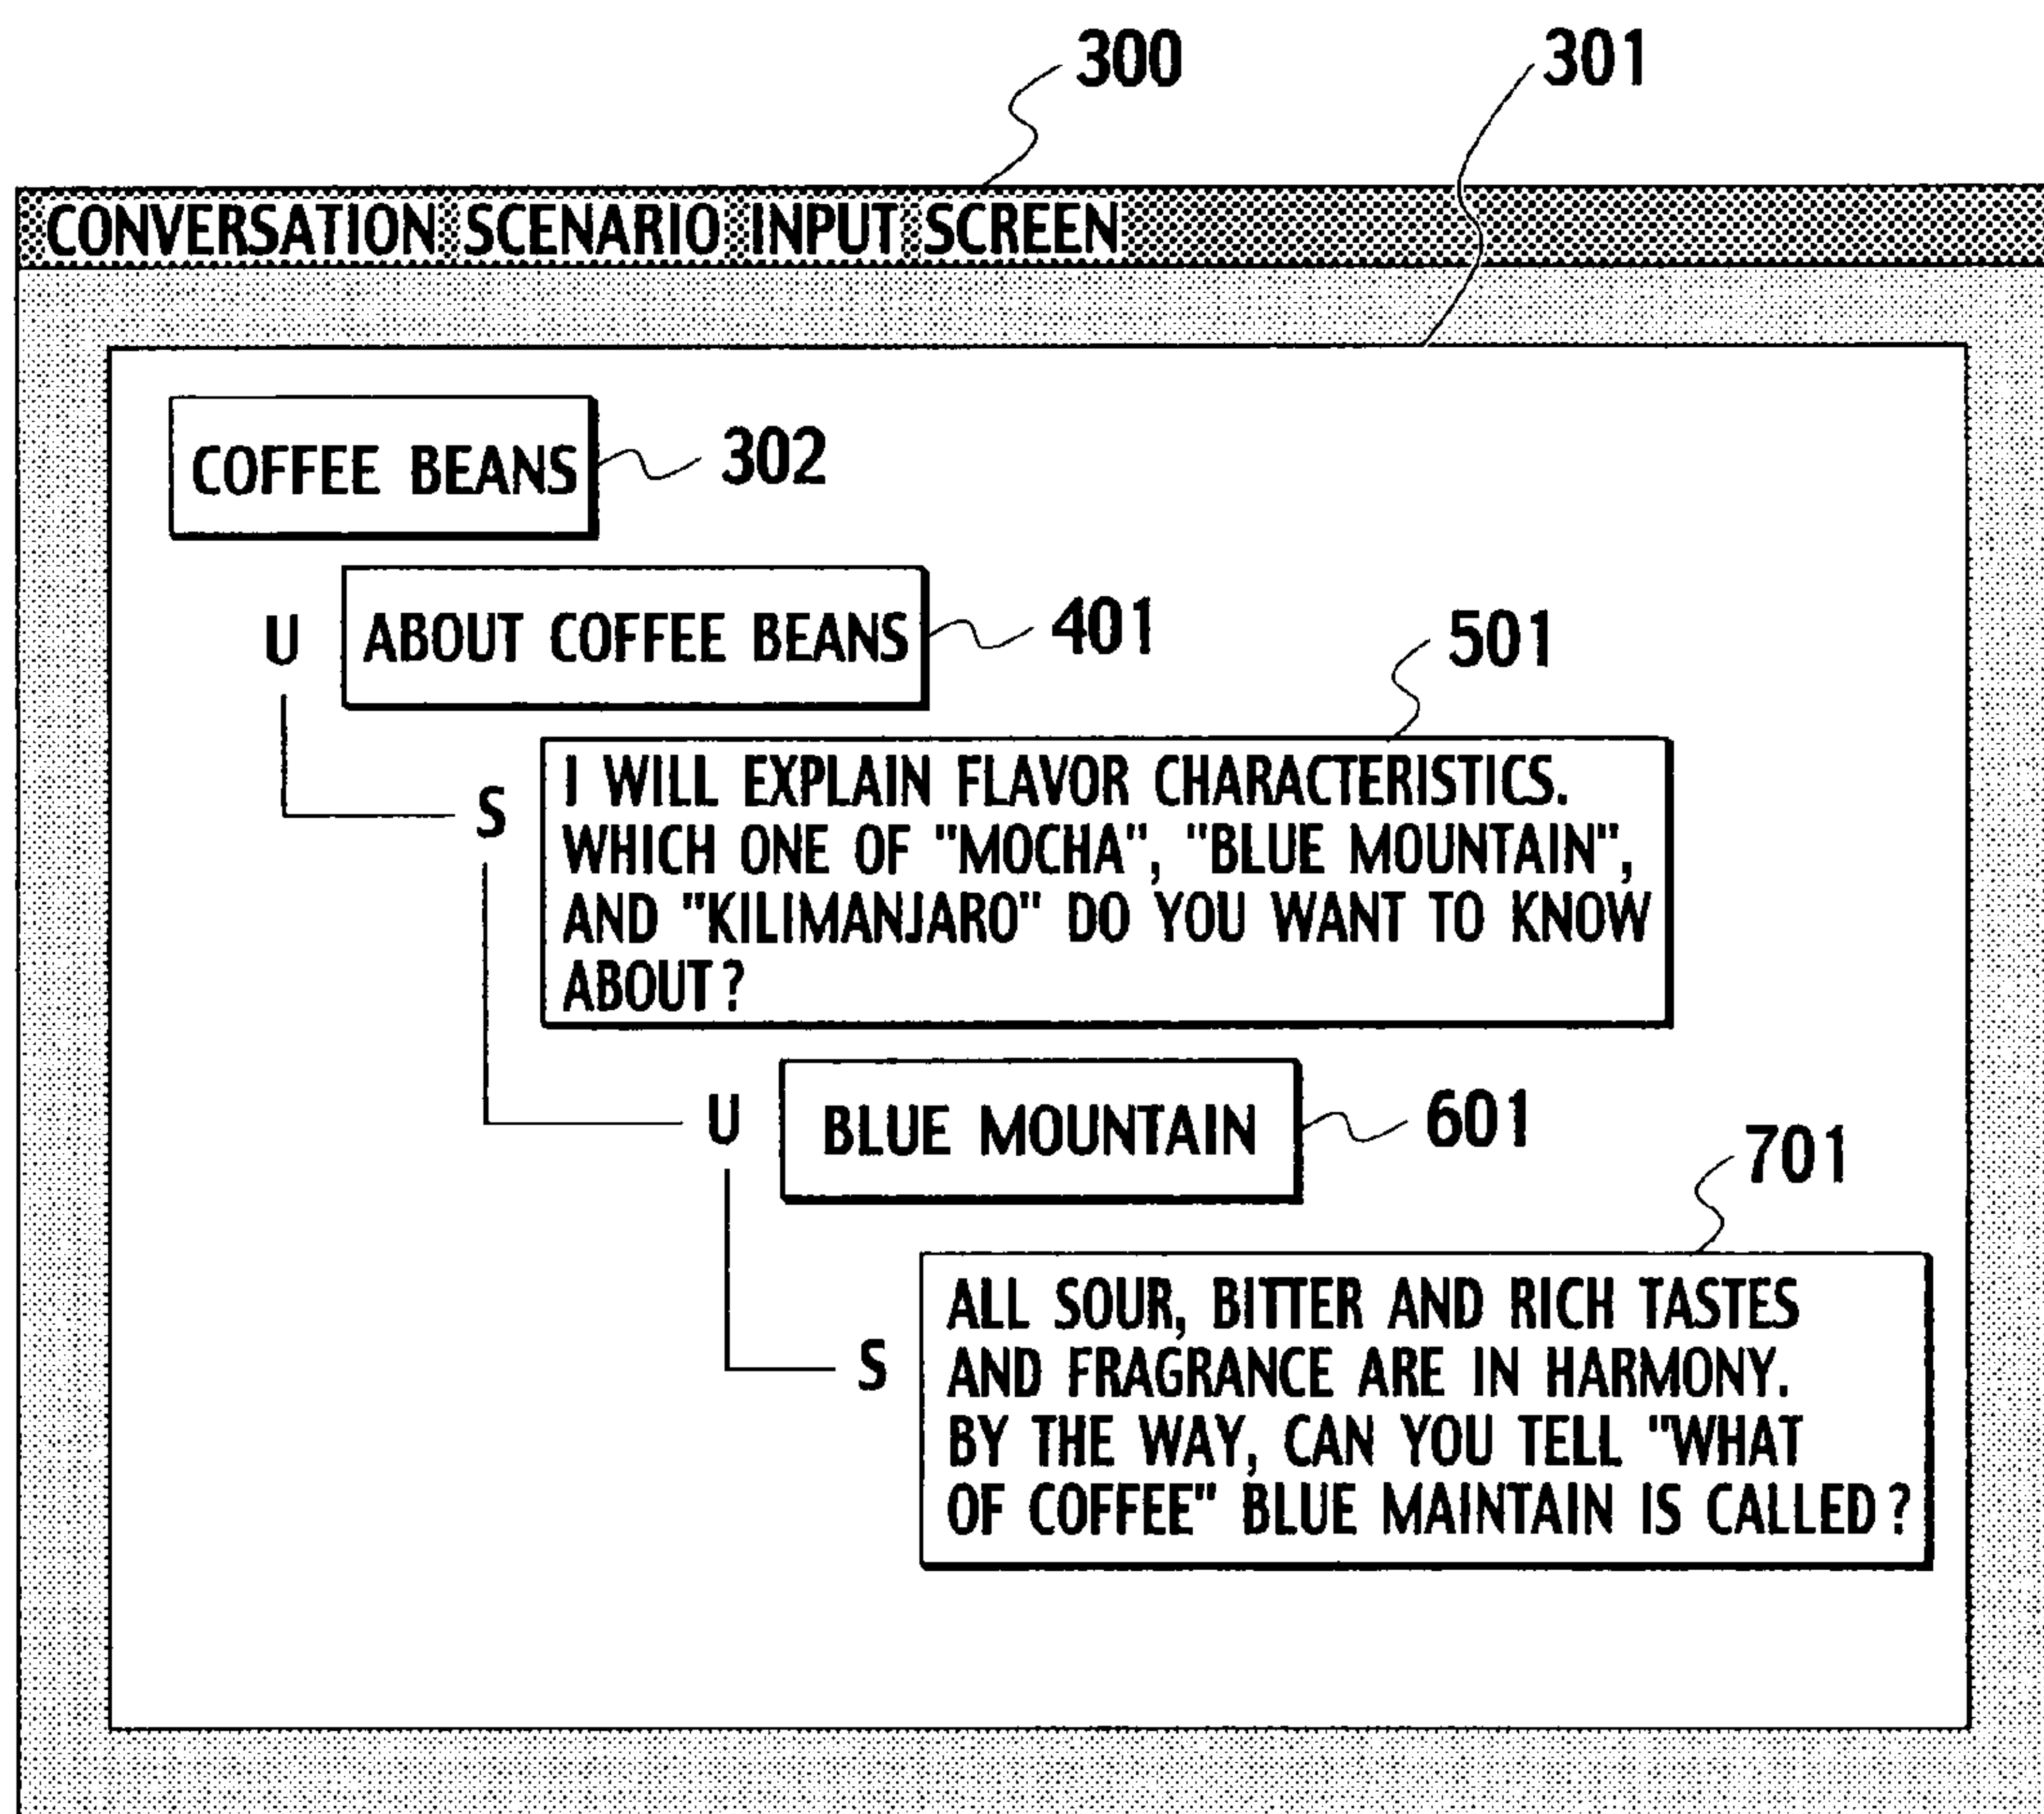 300
301
CONVERSATION SCENARIO INPUT SCREEN
COFFEE BEANS
302
U
ABOUT COFFEE BEANS
401
501
S
I WILL EXPLAIN FLAVOR CHARACTERISTICS.
WHICH ONE OF "MOCHA", "BLUE MOUNTAIN",
AND "KILIMANJARO" DO YOU WANT TO KNOW
ABOUT?
U
BLUE MOUNTAIN
601
701
S
ALL SOUR, BITTER AND RICH TASTES
AND FRAGRANCE ARE IN HARMONY.
BY THE WAY, CAN YOU TELL "WHAT
OF COFFEE" BLUE MAINTAIN IS CALLED?